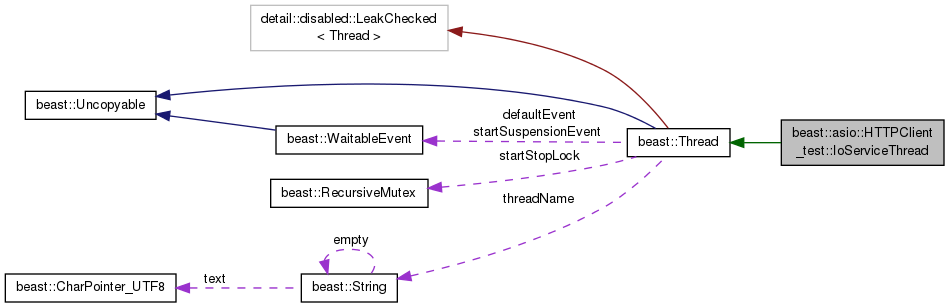 detail::disabled::LeakChecked
< Thread >
beast::Uncopyable
defaultEvent
startSuspensionEvent
beast::WaitableEvent
beast::Thread
beast::asio::HTTPClient
_test::IoServiceThread
startStopLock
beast::RecursiveMutex
threadName
empty
text
beast::CharPointer_UTF8
beast::String